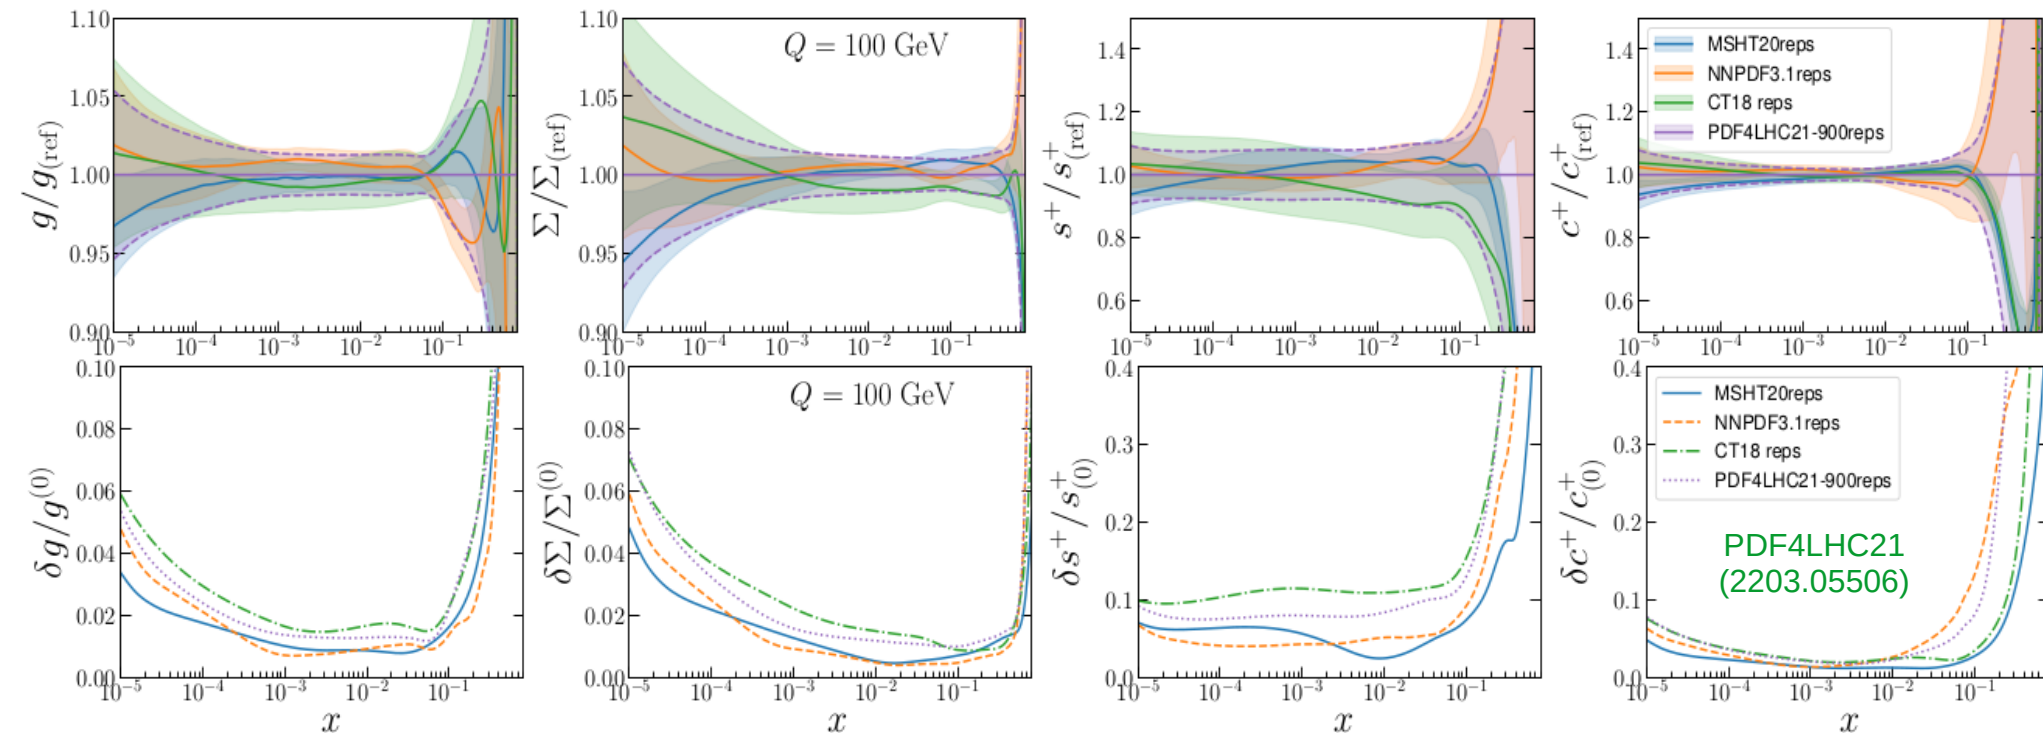 1.10
1.05
1.00
0.95
0.90
g/g_(ref)
10^−5 10^−4 10^−3 10^−2 10^−1
1.10
1.05
1.00
0.95
0.90
Σ/Σ_(ref)
Q = 100 GeV
10^−5 10^−4 10^−3 10^−2 10^−1
1.4
1.2
1.0
0.8
0.6
s^+/s^+_(ref)
10^−5 10^−4 10^−3 10^−2 10^−1
1.4
1.2
1.0
0.8
0.6
c^+/c^+_(ref)
MSHT20reps
NNPDF3.1reps
CT18 reps
PDF4LHC21-900reps
10^−5 10^−4 10^−3 10^−2 10^−1
0.10
0.08
0.06
0.04
0.02
0.00
δg/g^(0)
10^−5 10^−4 10^−3 10^−2 10^−1
x
0.10
0.08
0.06
0.04
0.02
0.00
δΣ/Σ^(0)
Q = 100 GeV
10^−5 10^−4 10^−3 10^−2 10^−1
x
0.4
0.3
0.2
0.1
0.0
δs^+/s^+_(0)
10^−5 10^−4 10^−3 10^−2 10^−1
x
0.4
0.3
0.2
0.1
0.0
δc^+/c^+_(0)
MSHT20reps
NNPDF3.1reps
CT18 reps
PDF4LHC21-900reps
PDF4LHC21
(2203.05506)
10^−5 10^−4 10^−3 10^−2 10^−1
x